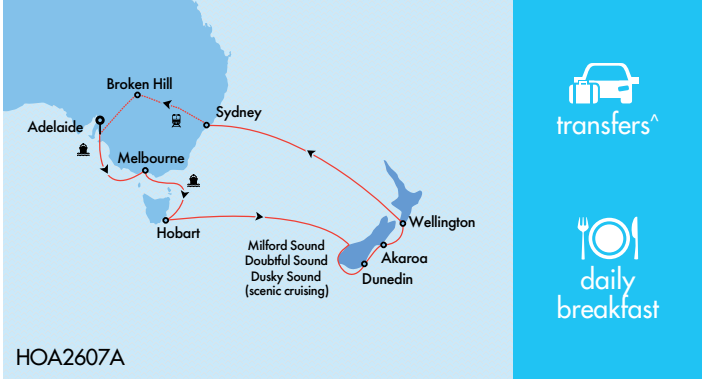 Broken Hill
Sydney
Adelaide
Melbourne
Hobart
Wellington
Milford Sound
Doubtful Sound
Dusky Sound
(scenic cruising)
Akaroa
Dunedin
HOA2607A
transfers^
daily
breakfast